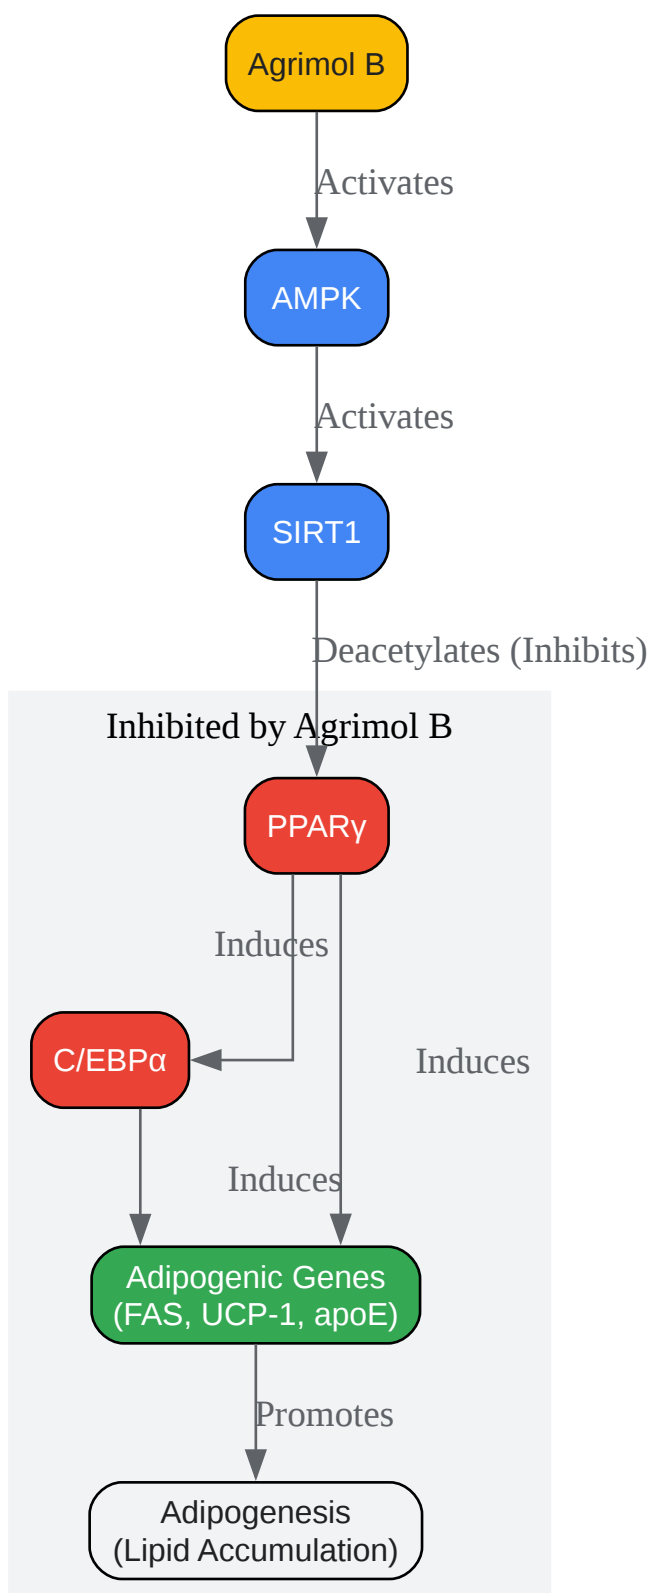 Agrimol B
Activates
AMPK
Activates
SIRT1
Deacetylates (Inhibits)
Inhibited by Agrimol B
PPARγ
Induces
C/EBPα
Induces
Induces
Adipogenic Genes
(FAS, UCP-1, apoE)
Promotes
Adipogenesis
(Lipid Accumulation)